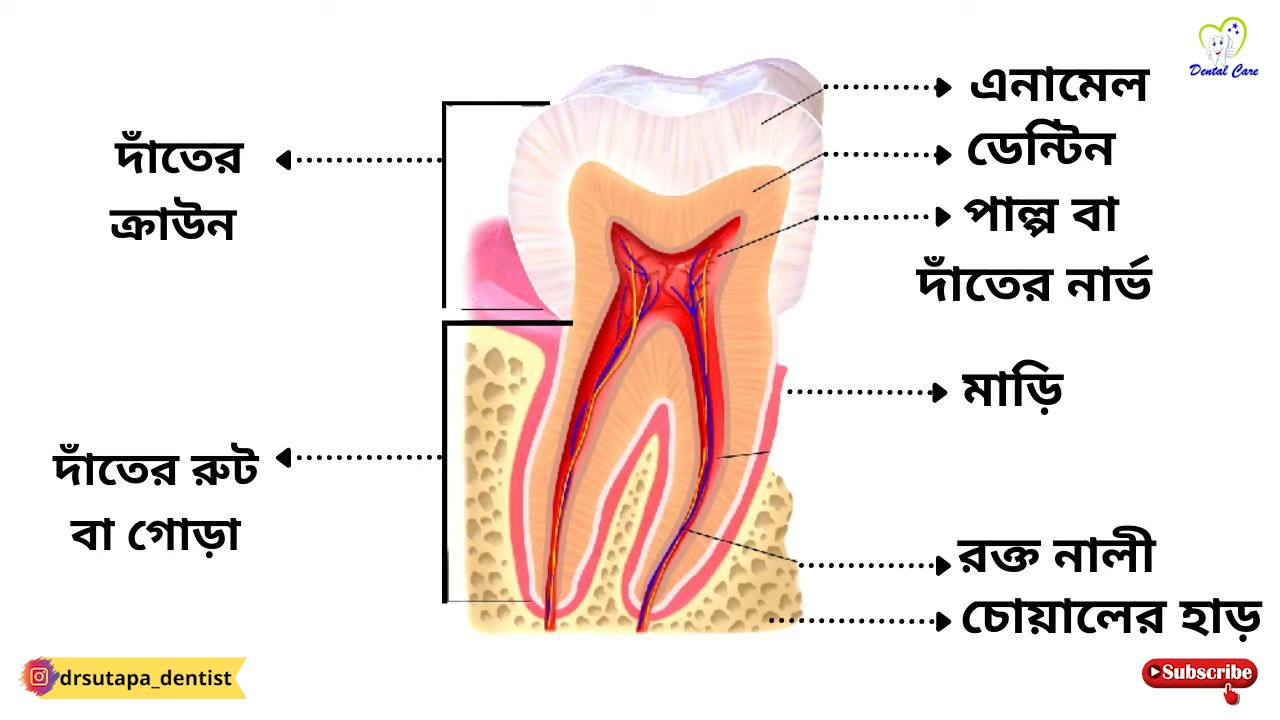 Dental Care
এনামেল
ডেন্টিন
পাল্প বা
দাঁতের নার্ভ
মাড়ি
রক্ত নালী
চোয়ালের হাড়
দাঁতের
ক্রাউন
দাঁতের রুট
বা গোড়া
drsutapa_dentist
Subscribe